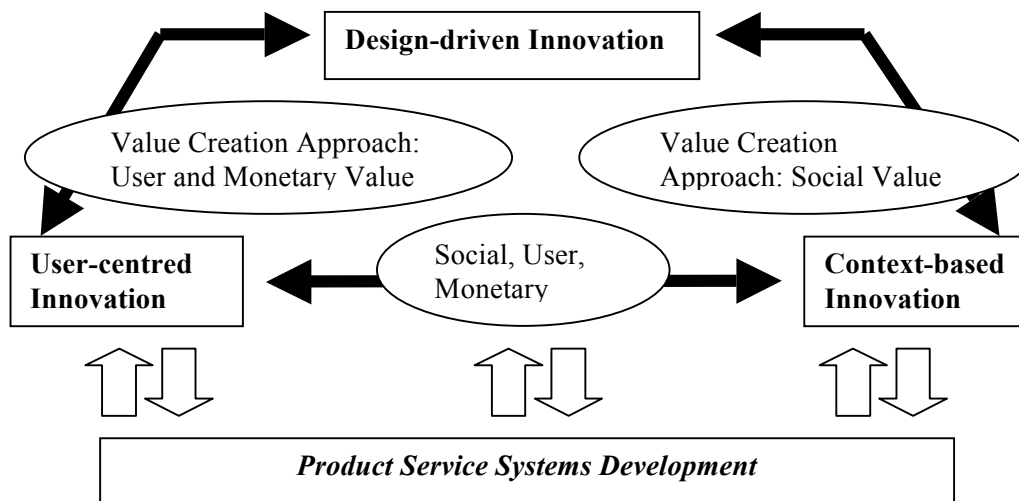 Design-driven Innovation
Value Creation Approach:
User and Monetary Value
Value Creation
Approach: Social Value
User-centred
Innovation
Social, User,
Monetary
Context-based
Innovation
Product Service Systems Development